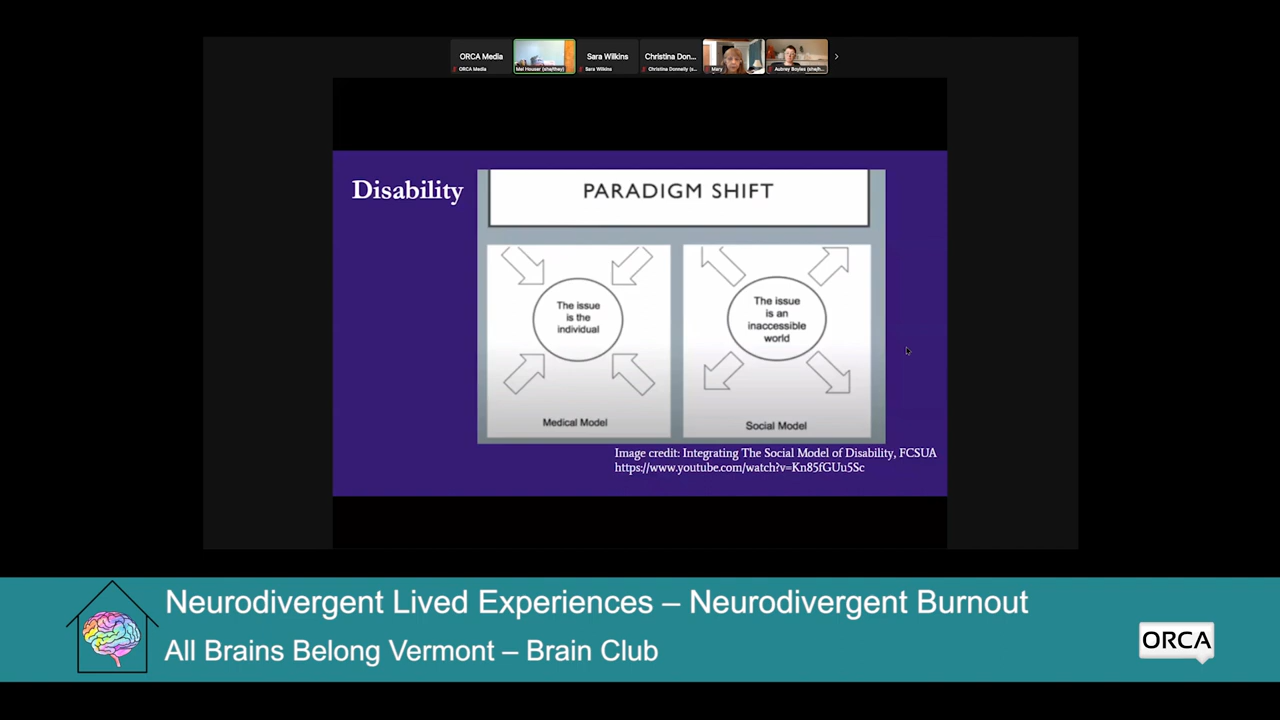 ORCA Media
Sara Wilkins
Christina Don...
ORCA Media
Mel Houser (she/they)
Sara Wilkins
Christina Donnelly (s...
Mary
Aubrey Boyles (she/h...
Disability
PARADIGM SHIFT
The issue
is the
individual
Medical Model
The issue
is an
inaccessible
world
Social Model
Image credit: Integrating The Social Model of Disability, FCSUA
https://www.youtube.com/watch?v=Kn85fGUu5Sc
Neurodivergent Lived Experiences – Neurodivergent Burnout
All Brains Belong Vermont – Brain Club
ORCA